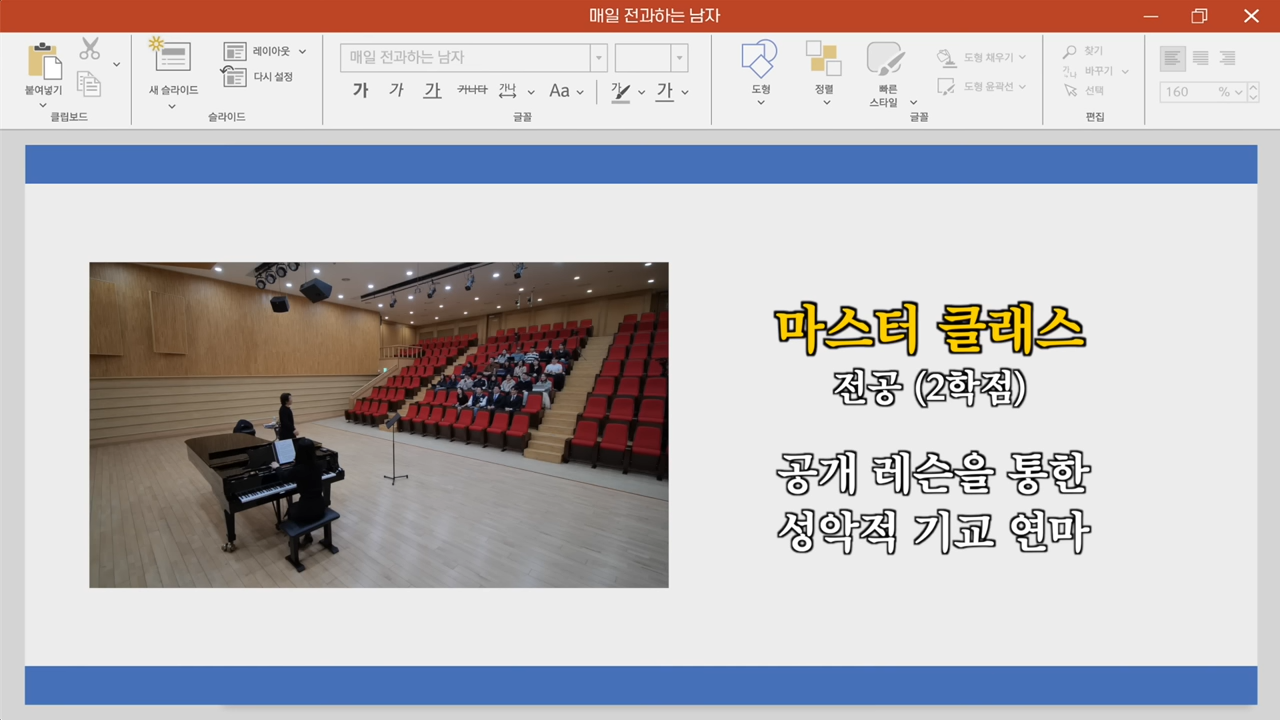 매일 전과하는 남자
붙여넣기
클립보드
새 슬라이드
레이아웃
다시 설정
슬라이드
매일 전과하는 남자
가 가 가 가나다 간나 Aa 가 가
글꼴
도형
정렬
빠른
스타일
도형 채우기
도형 윤곽선
글꼴
찾기
바꾸기
선택
편집
160 %
마스터 클래스
전공 (2학점)
공개 레슨을 통한
성악적 기교 연마